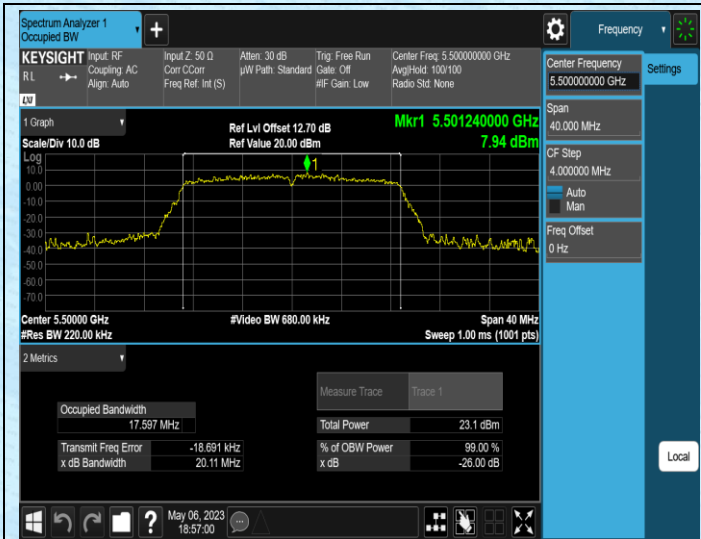 Spectrum Analyzer 1
Occupied BW
+
Frequency
KEYSIGHT
RL
LXI
Input: RF
Coupling: AC
Align: Auto
Input Z: 50 Ω
Corr CCorr
Freq Ref: Int (S)
Atten: 30 dB
µW Path: Standard
Trig: Free Run
Gate: Off
#IF Gain: Low
Center Freq: 5.500000000 GHz
Avg|Hold: 100/100
Radio Std: None
Center Frequency
5.500000000 GHz
Settings
Span
40.000 MHz
CF Step
4.000000 MHz
Auto
Man
Freq Offset
0 Hz
1 Graph
Scale/Div 10.0 dB
Ref Lvl Offset 12.70 dB
Ref Value 20.00 dBm
Mkr1 5.501240000 GHz
7.94 dBm
Log
10.0
0.00
-10.0
-20.0
-30.0
-40.0
-50.0
-60.0
-70.0
1
Center 5.50000 GHz
#Res BW 220.00 kHz
#Video BW 680.00 kHz
Span 40 MHz
Sweep 1.00 ms (1001 pts)
2 Metrics
Measure Trace
Trace 1
Occupied Bandwidth
17.597 MHz
Total Power
23.1 dBm
Transmit Freq Error
-18.691 kHz
% of OBW Power
99.00 %
x dB Bandwidth
20.11 MHz
x dB
-26.00 dB
Local
?
May 06, 2023
18:57:00